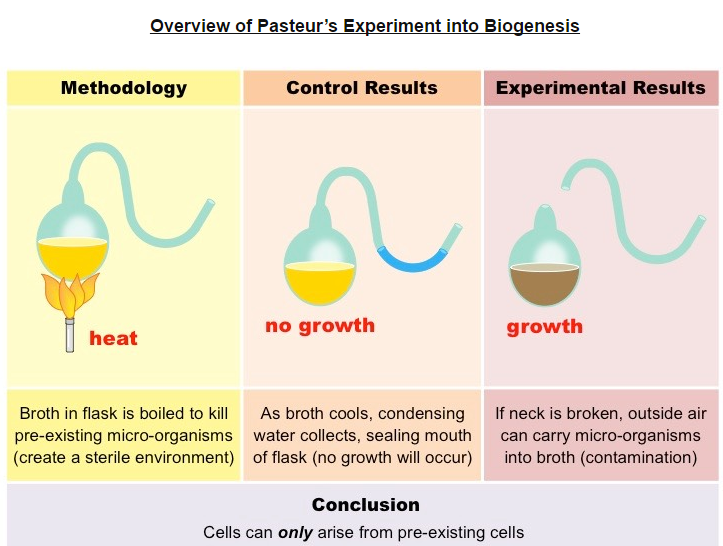 Overview of Pasteur's Experiment into Biogenesis
Methodology
Control Results
Experimental Results
heat
no growth
growth
Broth in flask is boiled to kill
pre-existing micro-organisms
(create a sterile environment)
As broth cools, condensing
water collects, sealing mouth
of flask (no growth will occur)
If neck is broken, outside air
can carry micro-organisms
into broth (contamination)
Conclusion
Cells can only arise from pre-existing cells